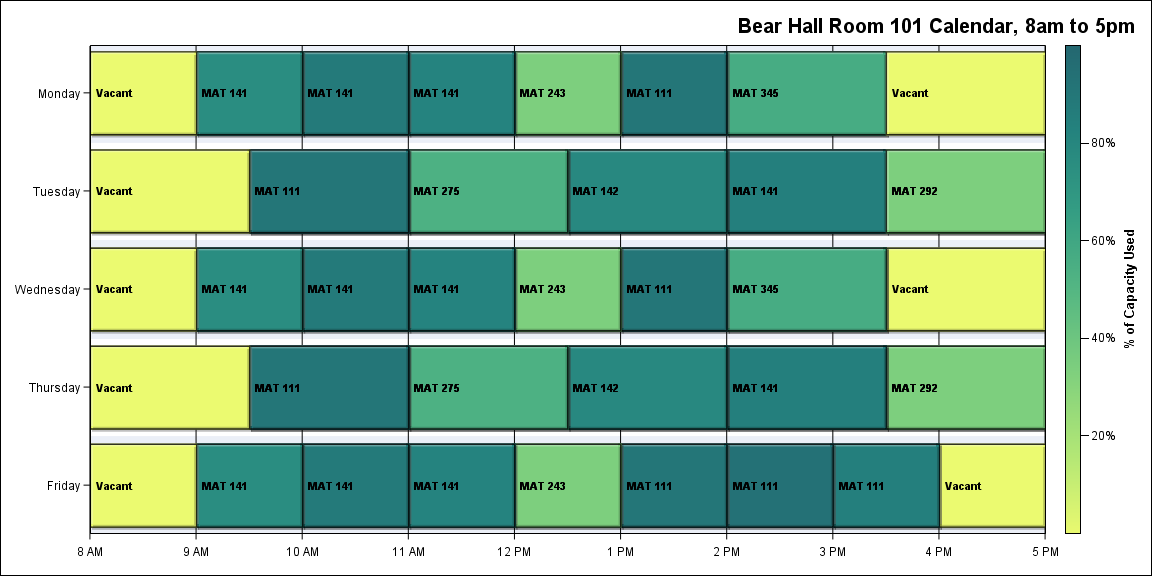 Bear Hall Room 101 Calendar, 8am to 5pm
Monday
Vacant
MAT 141
MAT 141
MAT 141
MAT 243
MAT 111
MAT 345
Vacant
Tuesday
Vacant
MAT 111
MAT 275
MAT 142
MAT 141
MAT 292
Wednesday
Vacant
MAT 141
MAT 141
MAT 141
MAT 243
MAT 111
MAT 345
Vacant
Thursday
Vacant
MAT 111
MAT 275
MAT 142
MAT 141
MAT 292
Friday
Vacant
MAT 141
MAT 141
MAT 141
MAT 243
MAT 111
MAT 111
MAT 111
Vacant
8 AM
9 AM
10 AM
11 AM
12 PM
1 PM
2 PM
3 PM
4 PM
5 PM
80%
60%
40%
20%
% of Capacity Used